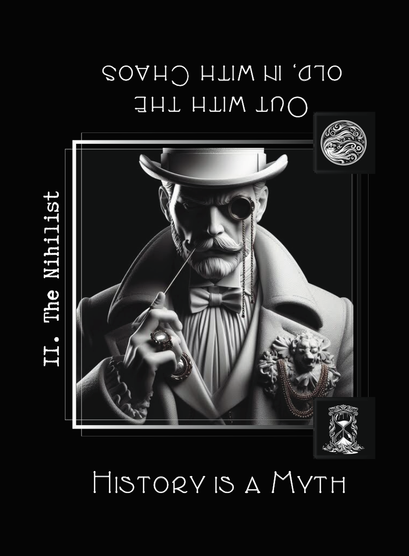 Out with the
old, in with Chaos
II. The Nihilist
History is a Myth